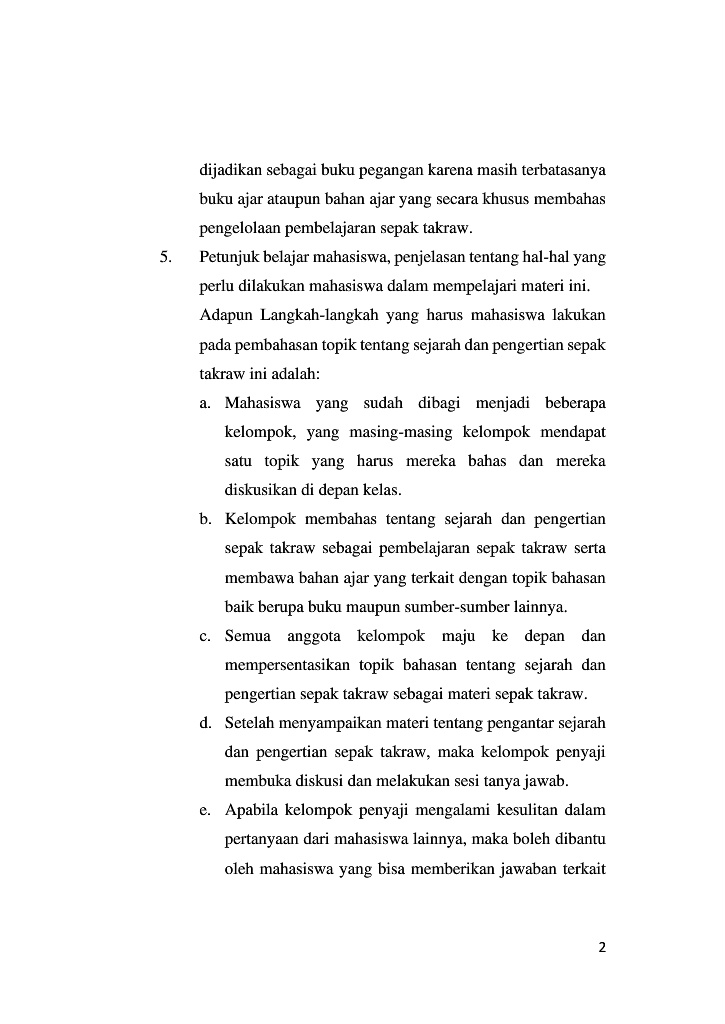 dijadikan sebagai buku pegangan karena masih terbatasanya
buku ajar ataupun bahan ajar yang secara khusus membahas
pengelolaan pembelajaran sepak takraw.
5. Petunjuk belajar mahasiswa, penjelasan tentang hal-hal yang
perlu dilakukan mahasiswa dalam mempelajari materi ini.
Adapun Langkah-langkah yang harus mahasiswa lakukan
pada pembahasan topik tentang sejarah dan pengertian sepak
takraw ini adalah:
a. Mahasiswa yang sudah dibagi menjadi beberapa
kelompok, yang masing-masing kelompok mendapat
satu topik yang harus mereka bahas dan mereka
diskusikan di depan kelas.
b. Kelompok membahas tentang sejarah dan pengertian
sepak takraw sebagai pembelajaran sepak takraw serta
membawa bahan ajar yang terkait dengan topik bahasan
baik berupa buku maupun sumber-sumber lainnya.
c. Semua anggota kelompok maju ke depan dan
mempersentasikan topik bahasan tentang sejarah dan
pengertian sepak takraw sebagai materi sepak takraw.
d. Setelah menyampaikan materi tentang pengantar sejarah
dan pengertian sepak takraw, maka kelompok penyaji
membuka diskusi dan melakukan sesi tanya jawab.
e. Apabila kelompok penyaji mengalami kesulitan dalam
pertanyaan dari mahasiswa lainnya, maka boleh dibantu
oleh mahasiswa yang bisa memberikan jawaban terkait
2